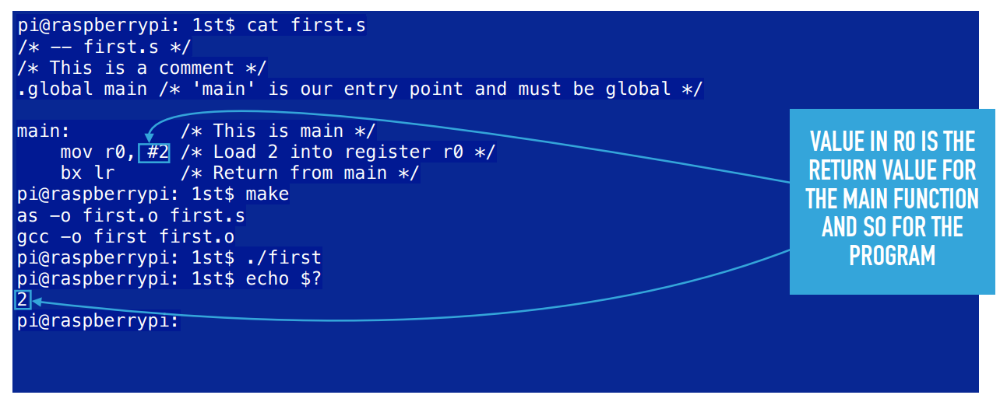 pi@raspberrypi: 1st$ cat first.s
/* -- first.s */
/* This is a comment */
.global main /* 'main' is our entry point and must be global */
main:          /* This is main */
    mov r0, #2 /* Load 2 into register r0 */
    bx lr      /* Return from main */
pi@raspberrypi: 1st$ make
as -o first.o first.s
gcc -o first first.o
pi@raspberrypi: 1st$ ./first
pi@raspberrypi: 1st$ echo $?
2
pi@raspberrypi:
VALUE IN R0 IS THE
RETURN VALUE FOR
THE MAIN FUNCTION
AND SO FOR THE
PROGRAM